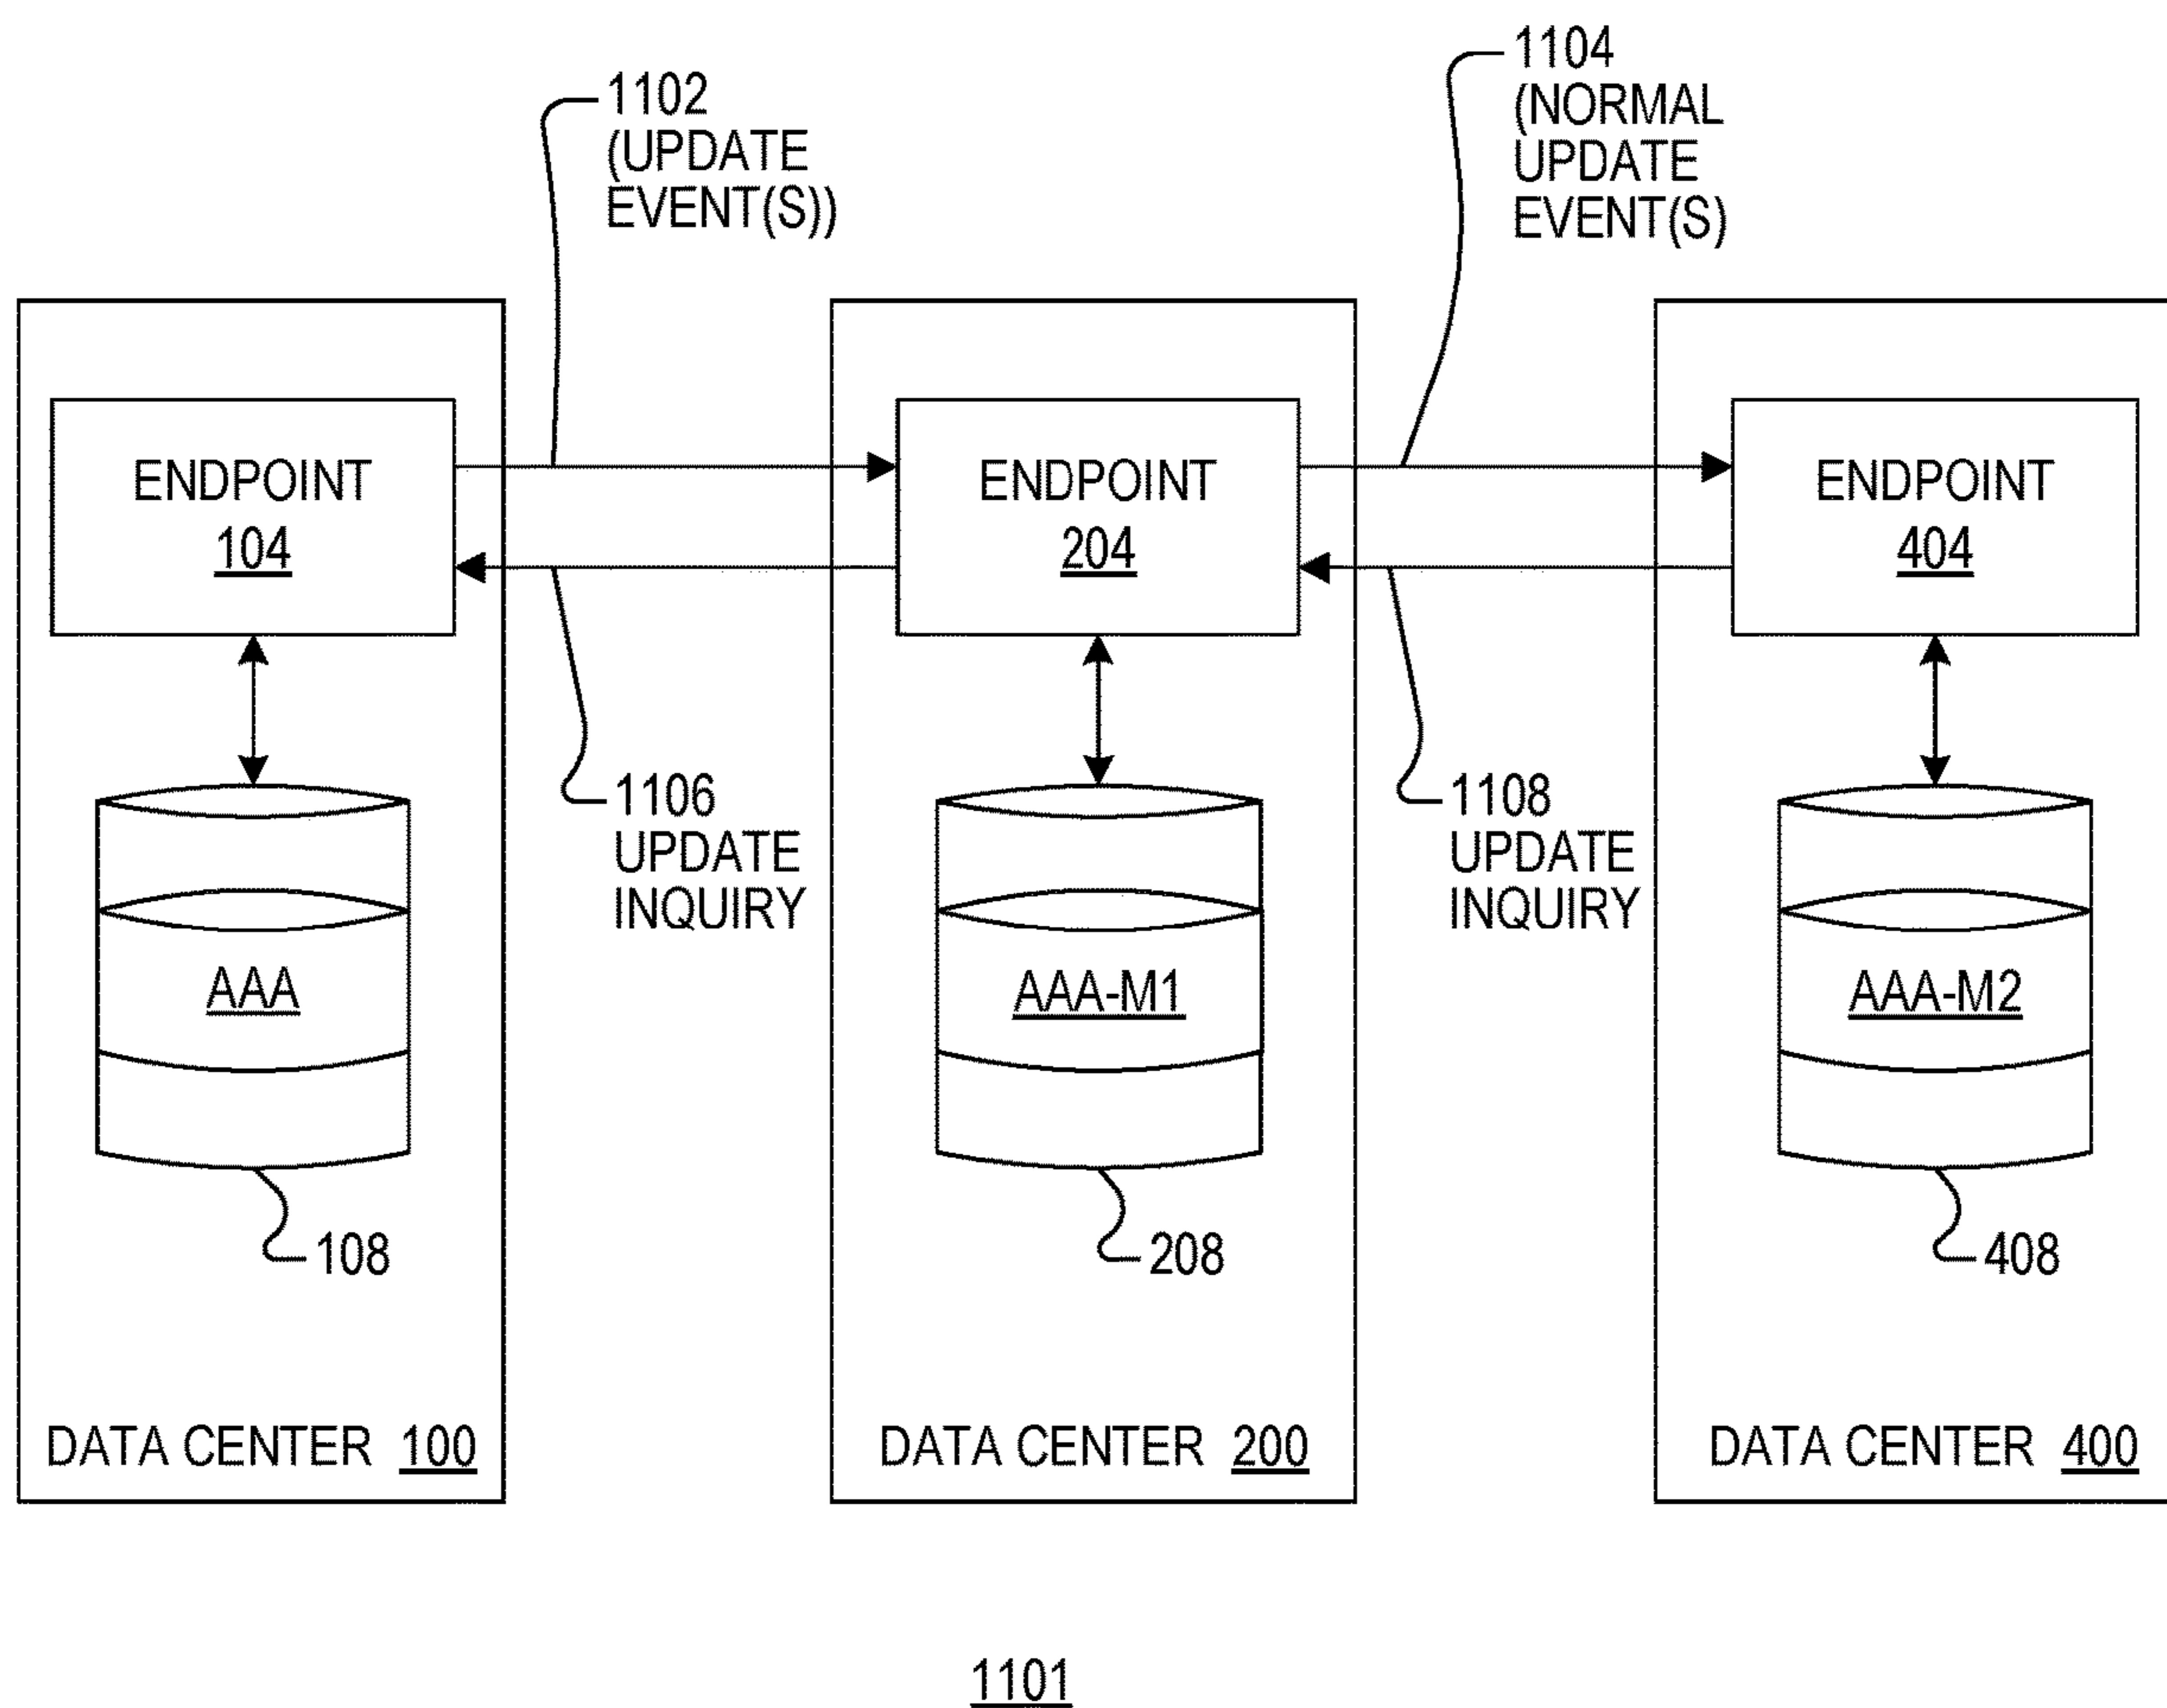 1102
(UPDATE
EVENT(S))
1104
(NORMAL
UPDATE
EVENT(S)
ENDPOINT
104
ENDPOINT
204
ENDPOINT
404
1106
UPDATE
INQUIRY
1108
UPDATE
INQUIRY
AAA
AAA-M1
AAA-M2
108
208
408
DATA CENTER 100
DATA CENTER 200
DATA CENTER 400
1101